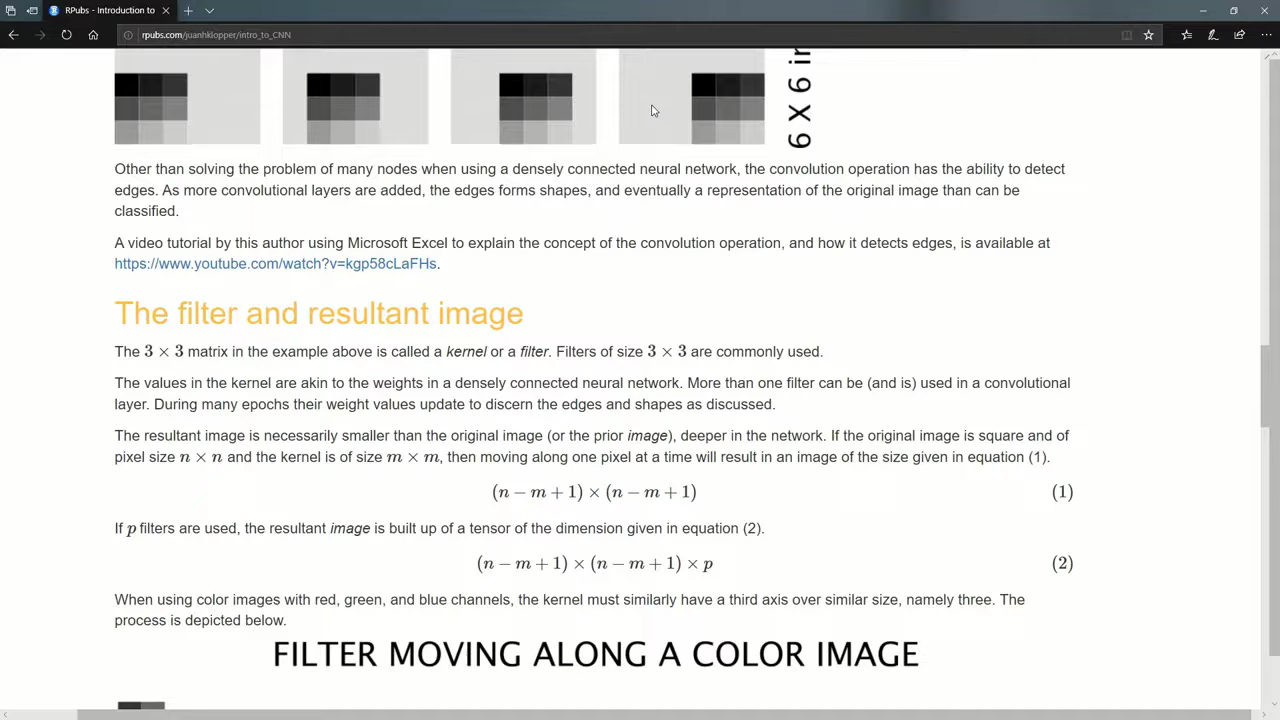 RPubs - Introduction to
rpubs.com/juanhklopper/intro_to_CNN
6 X 6 i
Other than solving the problem of many nodes when using a densely connected neural network, the convolution operation has the ability to detect
edges. As more convolutional layers are added, the edges forms shapes, and eventually a representation of the original image than can be
classified.
A video tutorial by this author using Microsoft Excel to explain the concept of the convolution operation, and how it detects edges, is available at
https://www.youtube.com/watch?v=kgp58cLaFHs.
The filter and resultant image
The 3 × 3 matrix in the example above is called a kernel or a filter. Filters of size 3 × 3 are commonly used.
The values in the kernel are akin to the weights in a densely connected neural network. More than one filter can be (and is) used in a convolutional
layer. During many epochs their weight values update to discern the edges and shapes as discussed.
The resultant image is necessarily smaller than the original image (or the prior image), deeper in the network. If the original image is square and of
pixel size n × n and the kernel is of size m × m, then moving along one pixel at a time will result in an image of the size given in equation (1).
(n − m + 1) × (n − m + 1) (1)
If p filters are used, the resultant image is built up of a tensor of the dimension given in equation (2).
(n − m + 1) × (n − m + 1) × p (2)
When using color images with red, green, and blue channels, the kernel must similarly have a third axis over similar size, namely three. The
process is depicted below.
FILTER MOVING ALONG A COLOR IMAGE